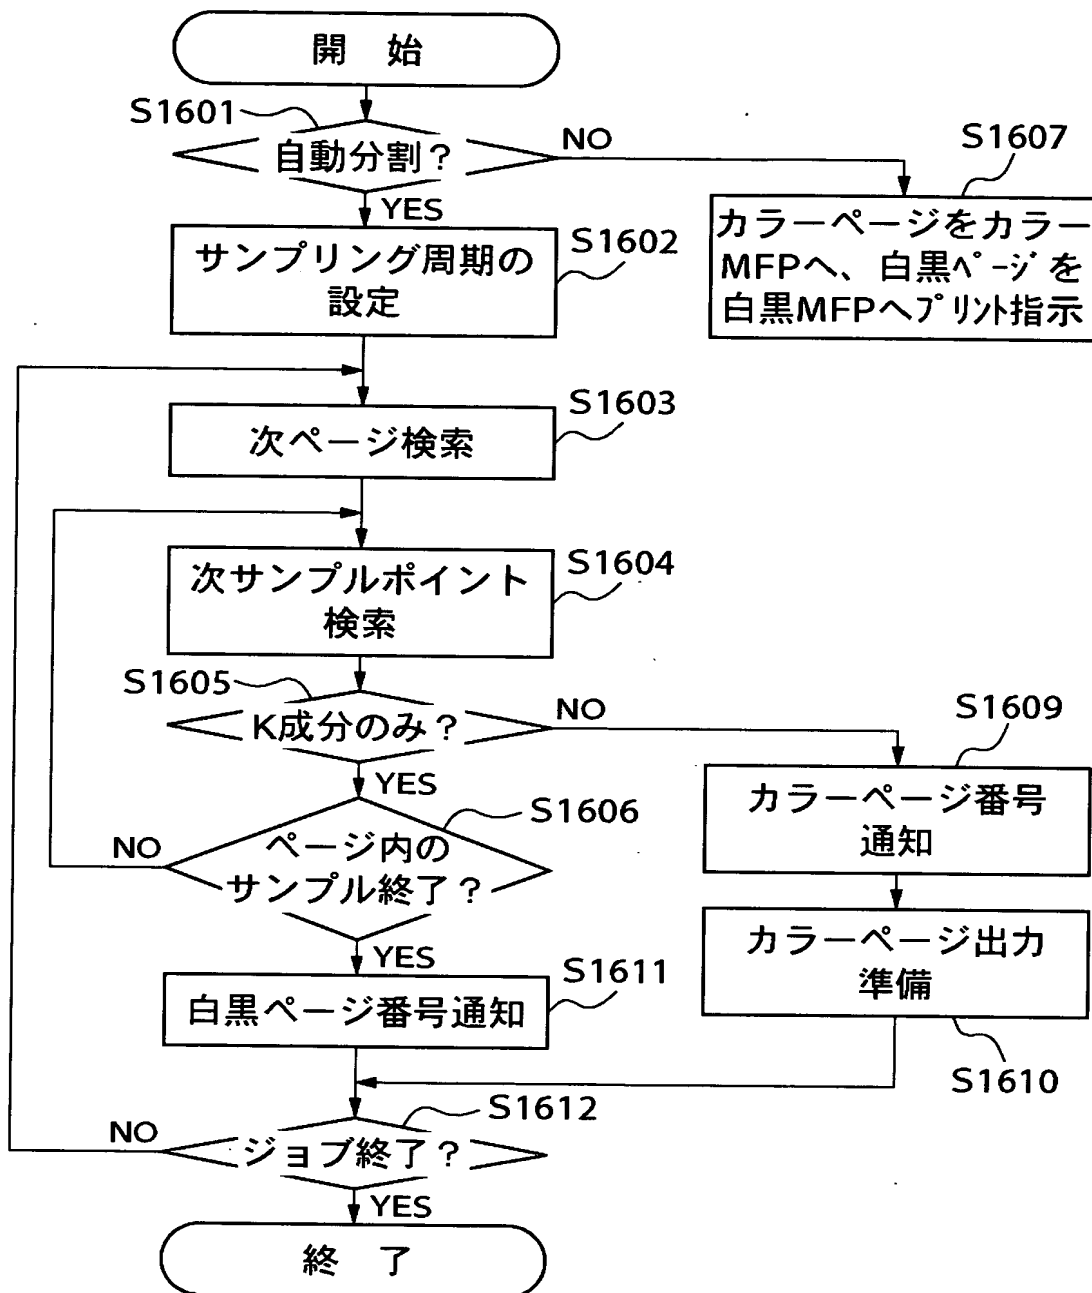 開 始
S1601
自動分割？
NO
YES
S1607
カラーページをカラー
MFPへ、白黒ページを
白黒MFPへプリント指示
S1602
サンプリング周期の
設定
S1603
次ページ検索
S1604
次サンプルポイント
検索
S1605
K成分のみ？
NO
YES
S1609
カラーページ番号
通知
S1606
ページ内の
サンプル終了？
NO
YES
カラーページ出力
準備
S1610
S1611
白黒ページ番号通知
S1612
ジョブ終了？
NO
YES
終 了